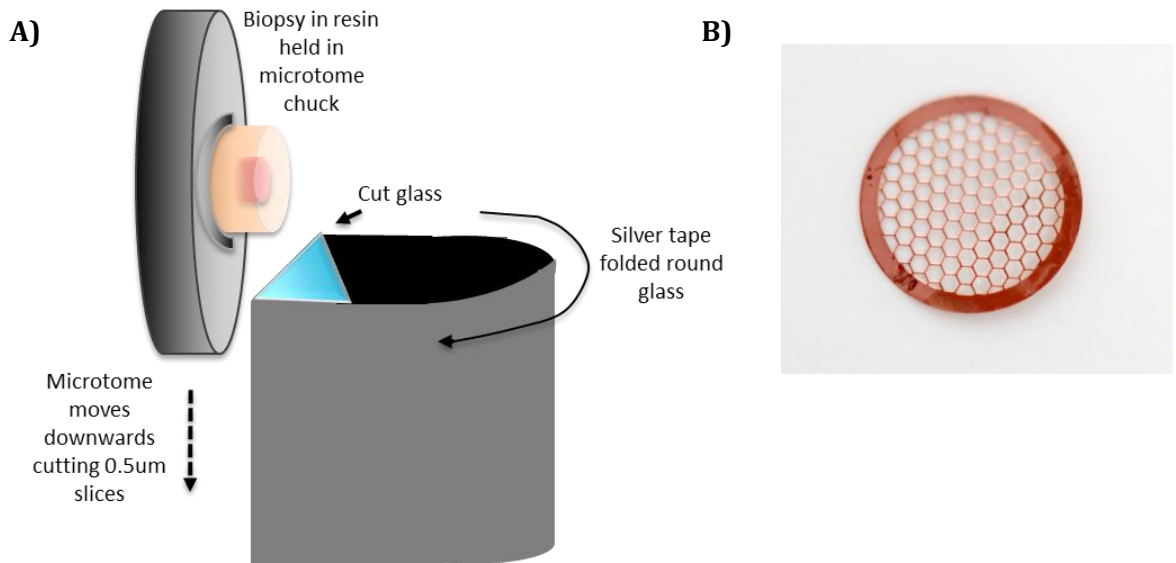 A)
Biopsy in resin
held in
microtome
chuck
Cut glass
Silver tape
folded round
glass
Microtome
moves
downwards
cutting 0.5um
slices
B)